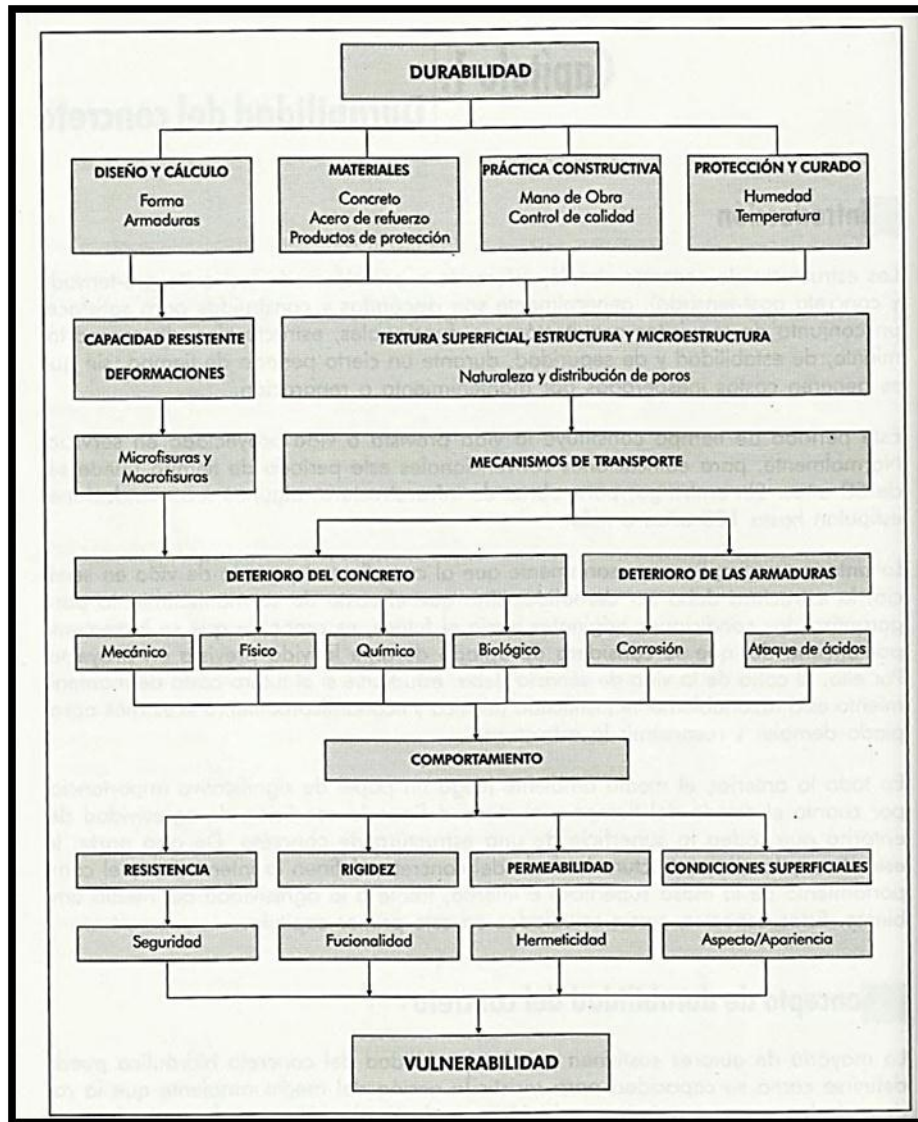 DURABILIDAD
DISEÑO Y CÁLCULO
Forma
Armaduras
MATERIALES
Concreto
Acero de refuerzo
Productos de protección
PRÁCTICA CONSTRUCTIVA
Mano de Obra
Control de calidad
PROTECCIÓN Y CURADO
Humedad
Temperatura
CAPACIDAD RESISTENTE
DEFORMACIONES
TEXTURA SUPERFICIAL, ESTRUCTURA Y MICROESTRUCTURA
Naturaleza y distribución de poros
Microfisuras y
Macrofisuras
MECANISMOS DE TRANSPORTE
DETERIORO DEL CONCRETO
DETERIORO DE LAS ARMADURAS
Mecánico
Físico
Químico
Biológico
Corrosión
Ataque de ácidos
COMPORTAMIENTO
RESISTENCIA
RIGIDEZ
PERMEABILIDAD
CONDICIONES SUPERFICIALES
Seguridad
Fucionalidad
Hermeticidad
Aspecto/Apariencia
VULNERABILIDAD